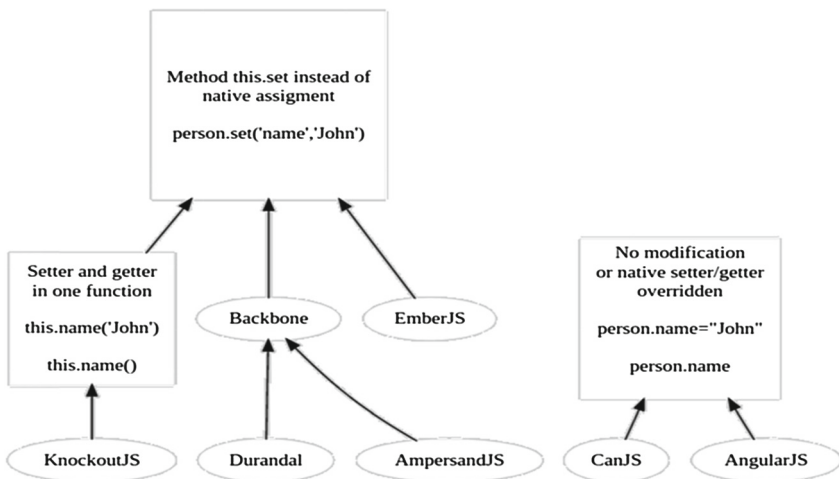 Method this.set instead of
native assigment
person.set('name','John')
Setter and getter
in one function
this.name('John')
this.name()
Backbone
EmberJS
No modification
or native setter/getter
overridden
person.name="John"
person.name
KnockoutJS
Durandal
AmpersandJS
CanJS
AngularJS